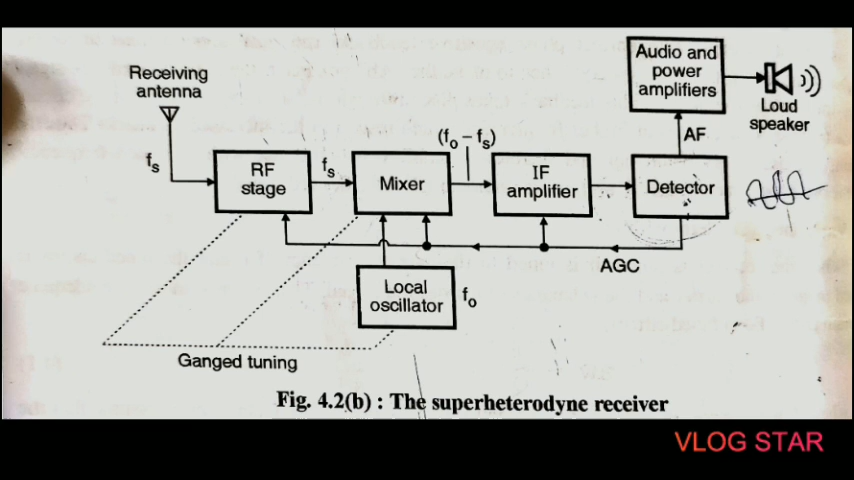 Receiving
antenna
fs
RF
stage
fs
Mixer
(fo – fs)
IF
amplifier
Detector
AF
Audio and
power
amplifiers
Loud
speaker
AGC
Local
oscillator
fo
Ganged tuning
Fig. 4.2(b) : The superheterodyne receiver
VLOG STAR